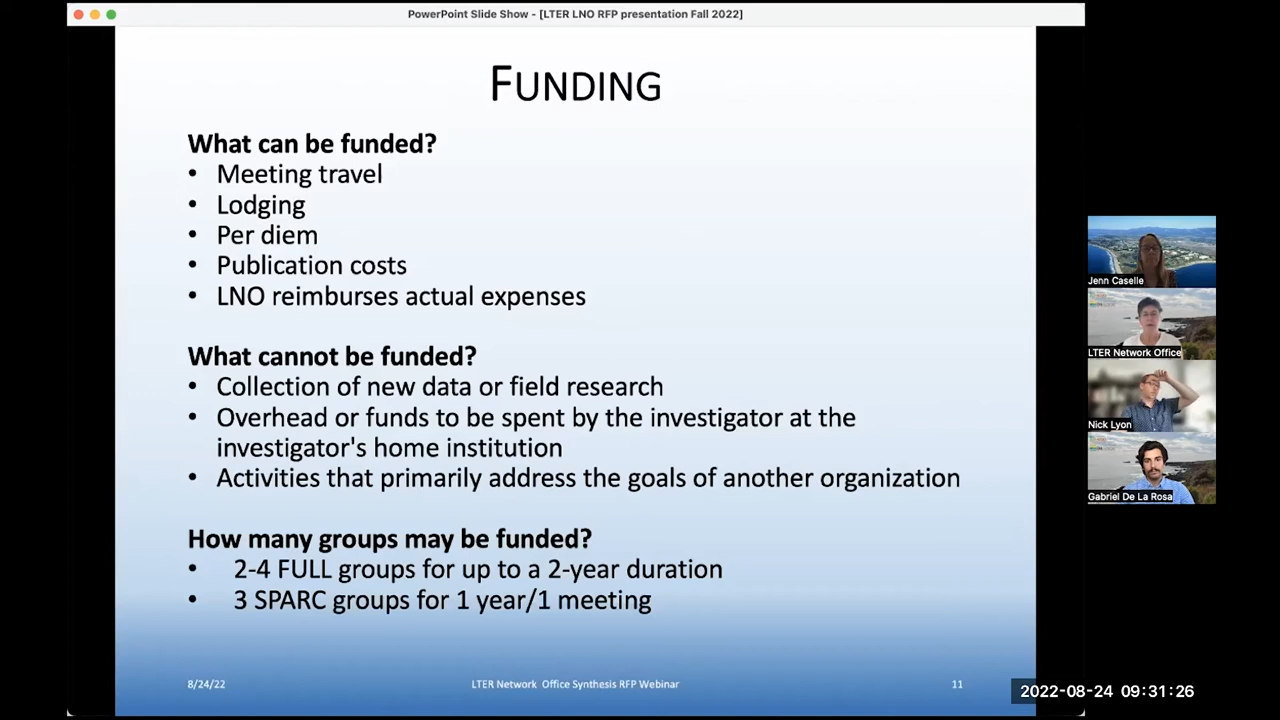 PowerPoint Slide Show - [LTER LNO RFP presentation Fall 2022]
FUNDING
What can be funded?
• Meeting travel
• Lodging
• Per diem
• Publication costs
• LNO reimburses actual expenses
What cannot be funded?
• Collection of new data or field research
• Overhead or funds to be spent by the investigator at the
investigator's home institution
• Activities that primarily address the goals of another organization
How many groups may be funded?
• 2-4 FULL groups for up to a 2-year duration
• 3 SPARC groups for 1 year/1 meeting
8/24/22
LTER Network Office Synthesis RFP Webinar
11
Jenn Caselle
LTER Network Office
Nick Lyon
Gabriel De La Rosa
2022-08-24 09:31:26